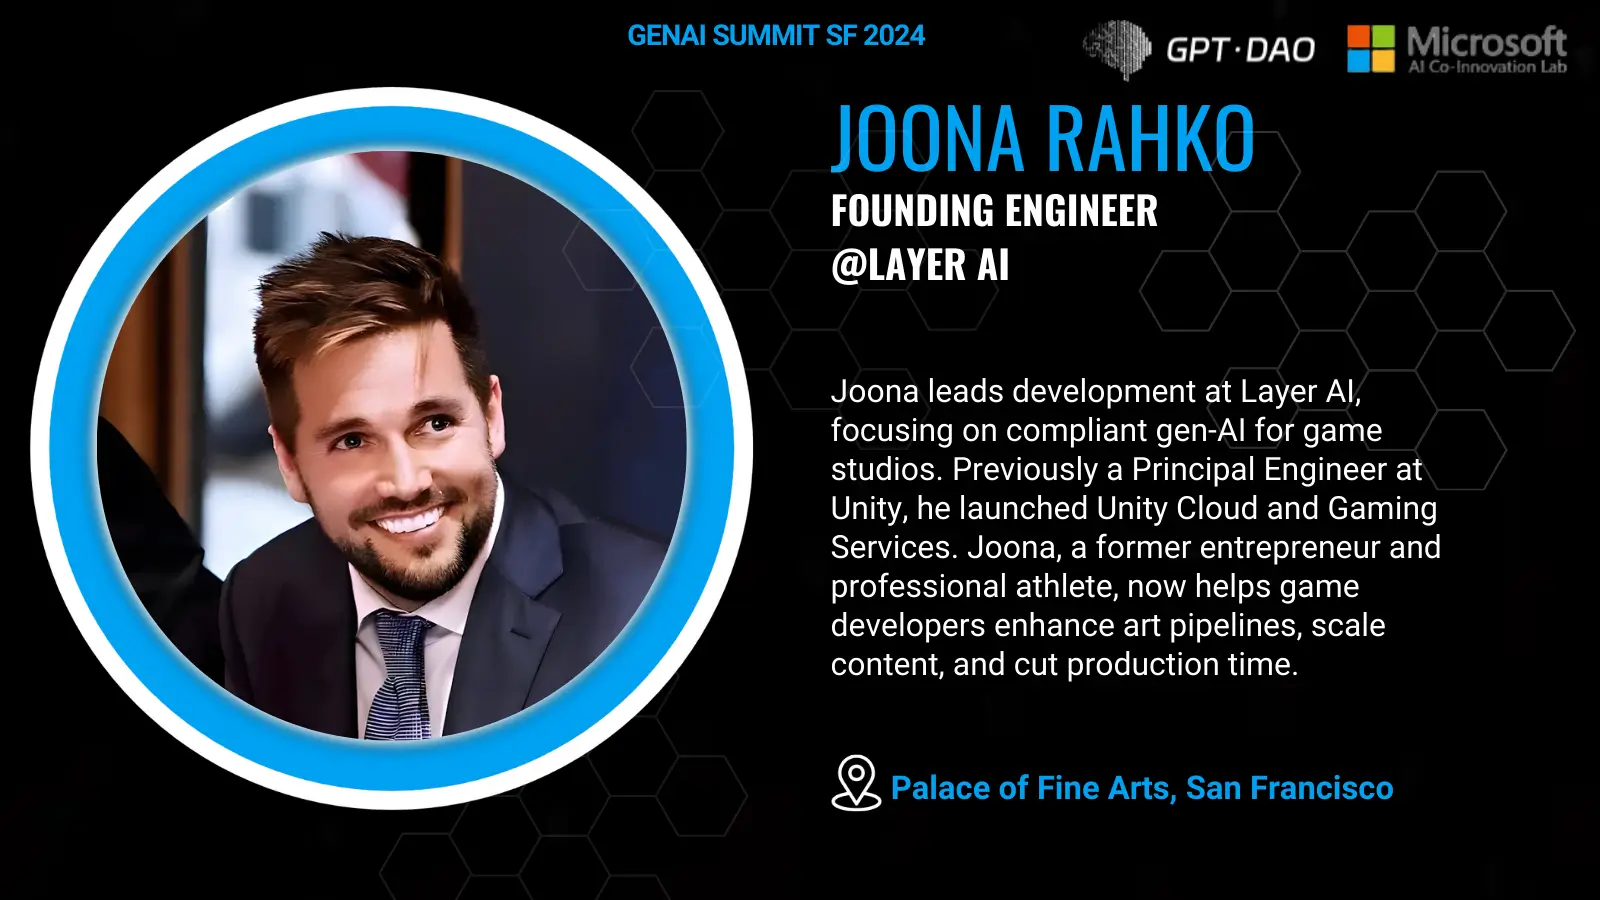 GENAI SUMMIT SF 2024
GPT·DAO
Microsoft
AI Co-Innovation Lab
JOONA RAHKO
FOUNDING ENGINEER
@LAYER AI
Joona leads development at Layer AI,
focusing on compliant gen-AI for game
studios. Previously a Principal Engineer at
Unity, he launched Unity Cloud and Gaming
Services. Joona, a former entrepreneur and
professional athlete, now helps game
developers enhance art pipelines, scale
content, and cut production time.
Palace of Fine Arts, San Francisco